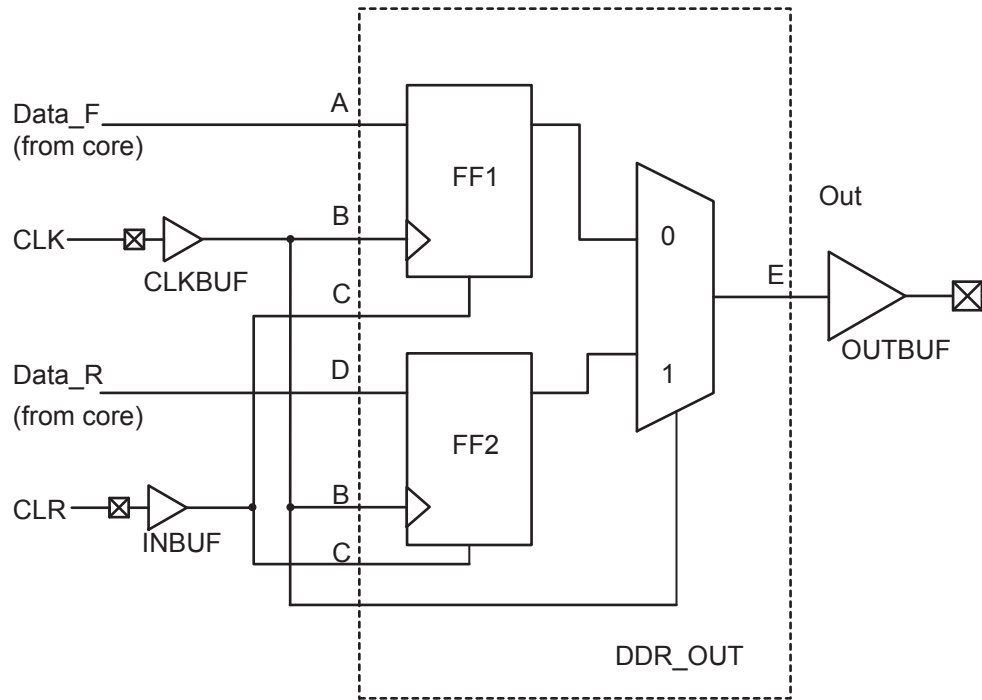 Data_F
(from core)
A
FF1
CLK
CLKBUF
B
C
0
Out
E
OUTBUF
Data_R
(from core)
D
1
FF2
CLR
INBUF
B
C
DDR_OUT